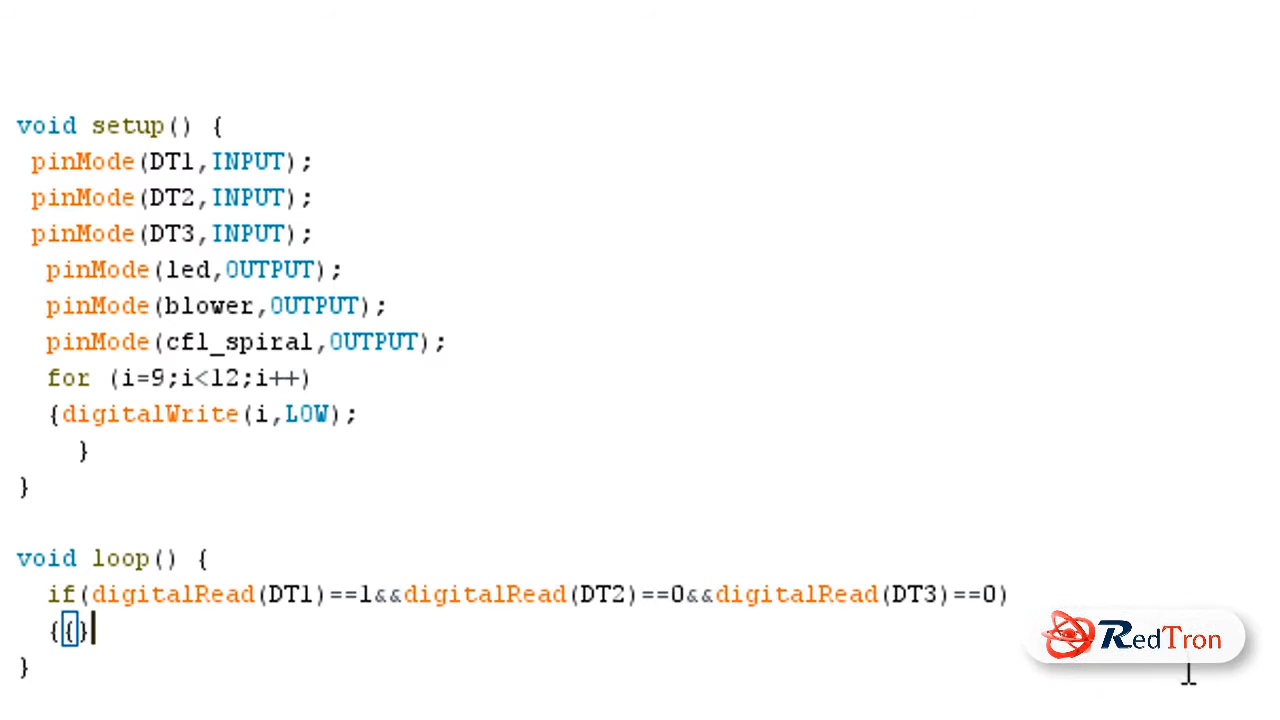 void setup() {
 pinMode(DT1,INPUT);
 pinMode(DT2,INPUT);
 pinMode(DT3,INPUT);
  pinMode(led,OUTPUT);
  pinMode(blower,OUTPUT);
  pinMode(cfl_spiral,OUTPUT);
  for (i=9;i<12;i++)
  {digitalWrite(i,LOW);
    }
}
void loop() {
  if(digitalRead(DT1)==1&&digitalRead(DT2)==0&&digitalRead(DT3)==0)
  {{}
}
RedTron